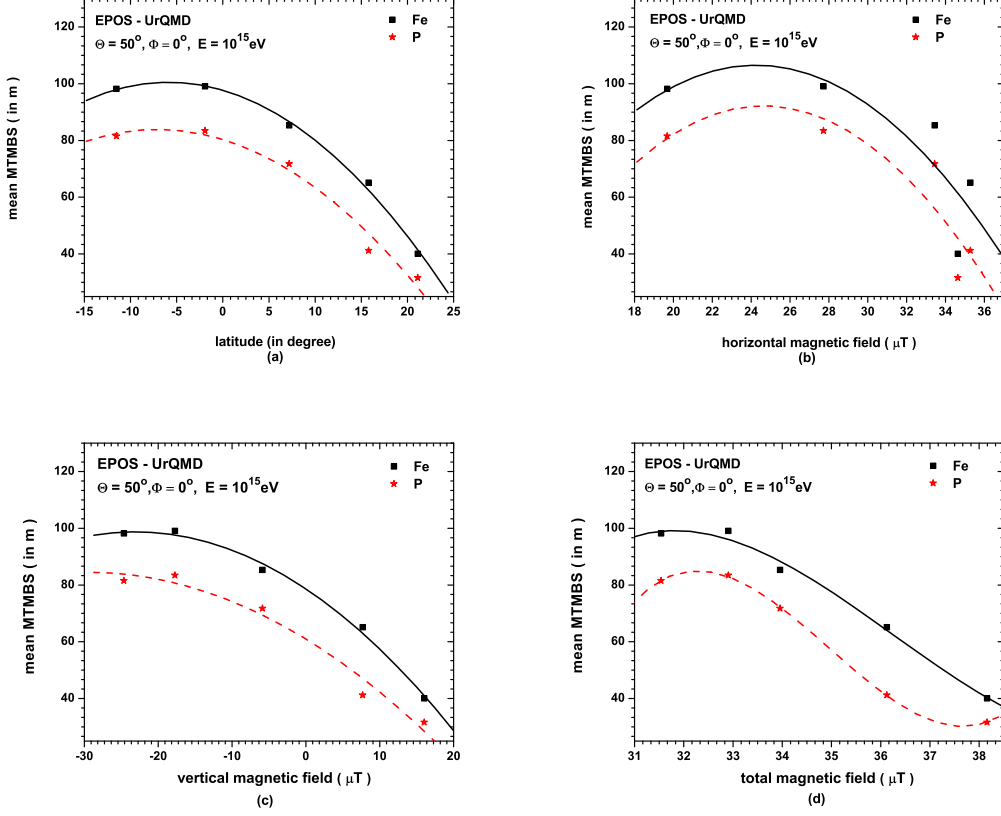 EPOS - UrQMD
Θ = 50°, Φ = 0°, E = 10^15 eV
Fe
P
mean MTMBS ( in m )
120
100
80
60
40
-15 -10 -5 0 5 10 15 20 25
latitude (in degree)
(a)
EPOS - UrQMD
Θ = 50°, Φ = 0°, E = 10^15 eV
Fe
P
mean MTMBS ( in m )
120
100
80
60
40
18 20 22 24 26 28 30 32 34 36
horizontal magnetic field ( μT )
(b)
EPOS - UrQMD
Θ = 50°, Φ = 0°, E = 10^15 eV
Fe
P
mean MTMBS ( in m )
120
100
80
60
40
-30 -20 -10 0 10 20
vertical magnetic field ( μT )
(c)
EPOS - UrQMD
Θ = 50°, Φ = 0°, E = 10^15 eV
Fe
P
mean MTMBS ( in m )
120
100
80
60
40
31 32 33 34 35 36 37 38
total magnetic field ( μT )
(d)